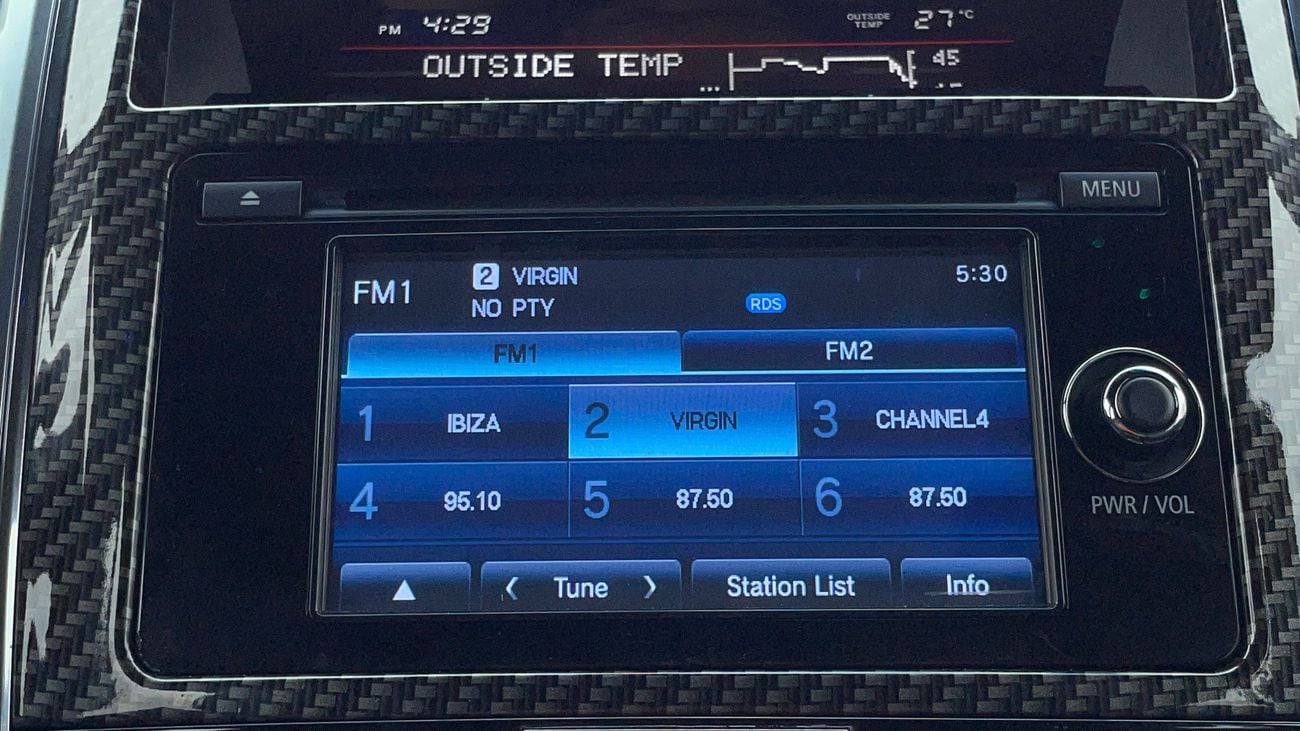 PM 4:29 OUTSIDE TEMP 27°C
OUTSIDE TEMP ... 45
MENU
FM1 2 VIRGIN 5:30
NO PTY RDS
FM1 FM2
1 IBIZA 2 VIRGIN 3 CHANNEL4
4 95.10 5 87.50 6 87.50
▲ < Tune > Station List Info
PWR / VOL